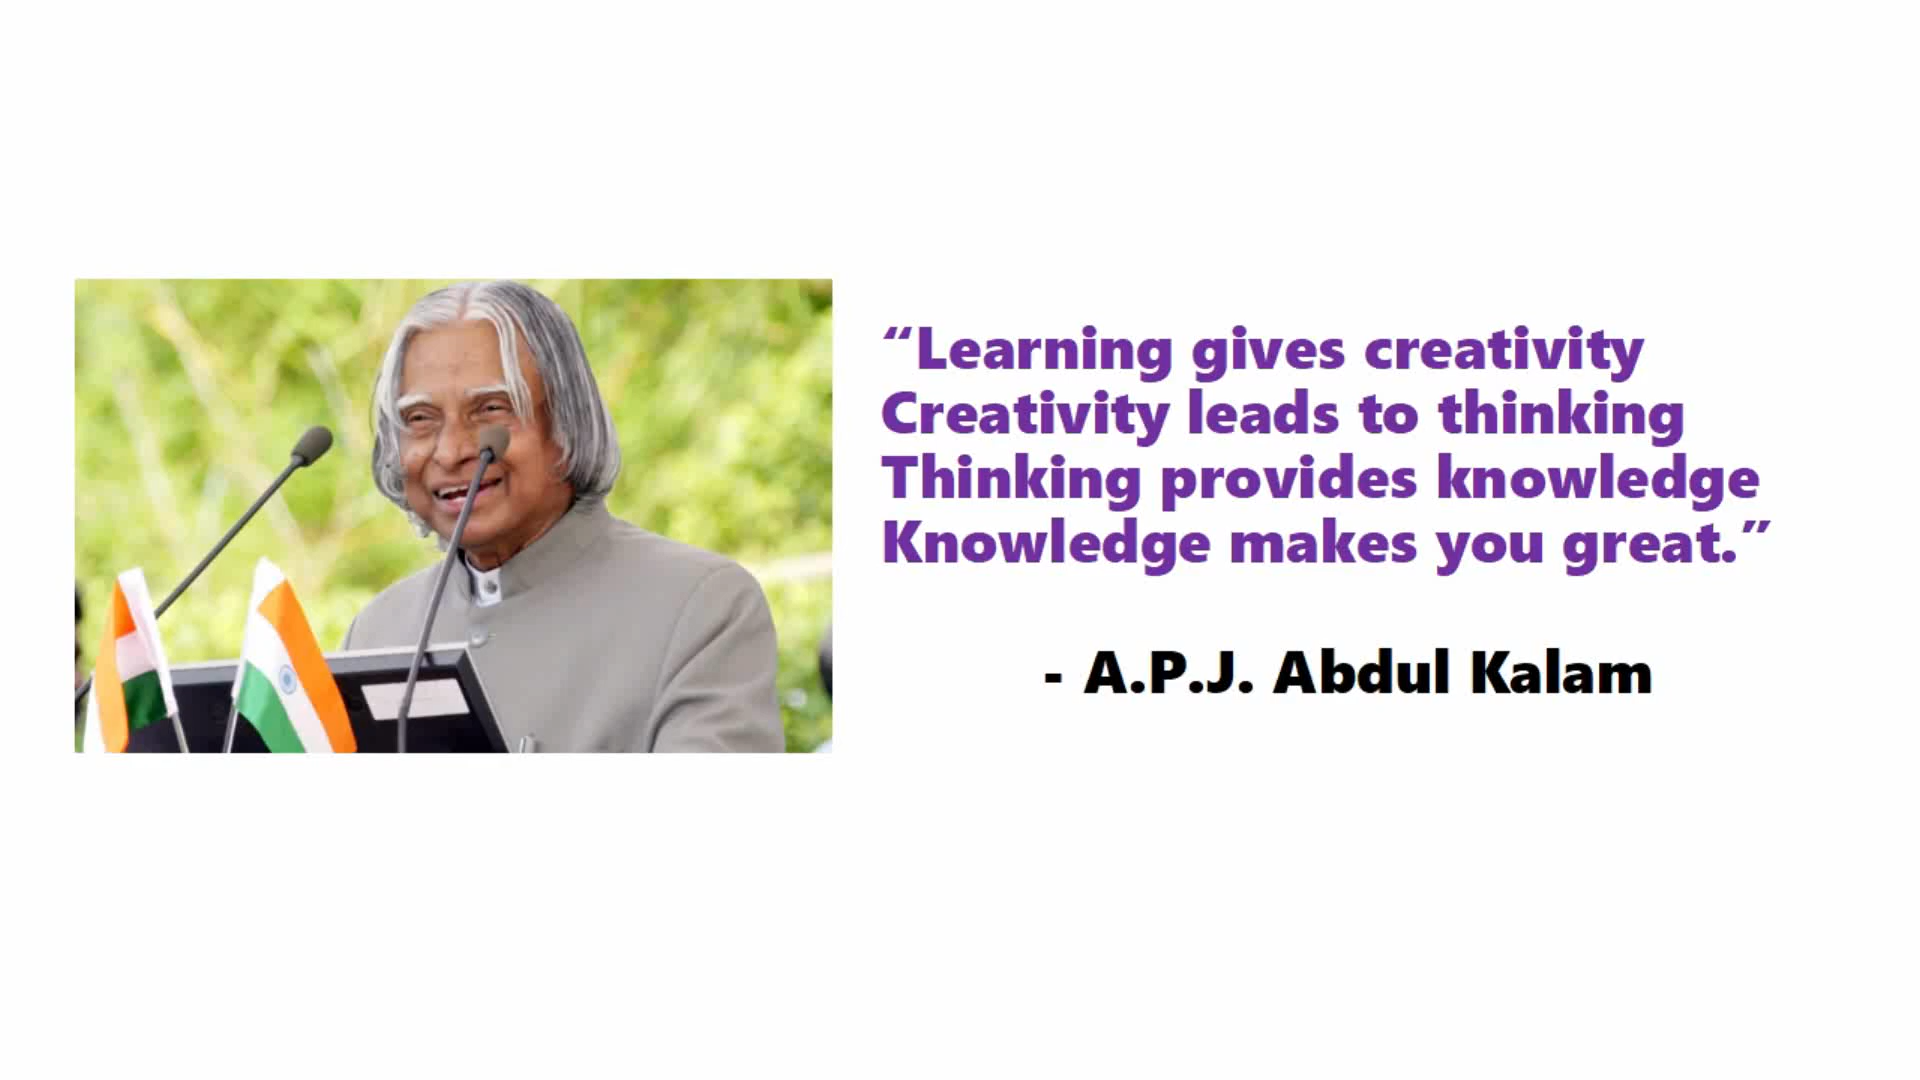 “Learning gives creativity
Creativity leads to thinking
Thinking provides knowledge
Knowledge makes you great.”
- A.P.J. Abdul Kalam